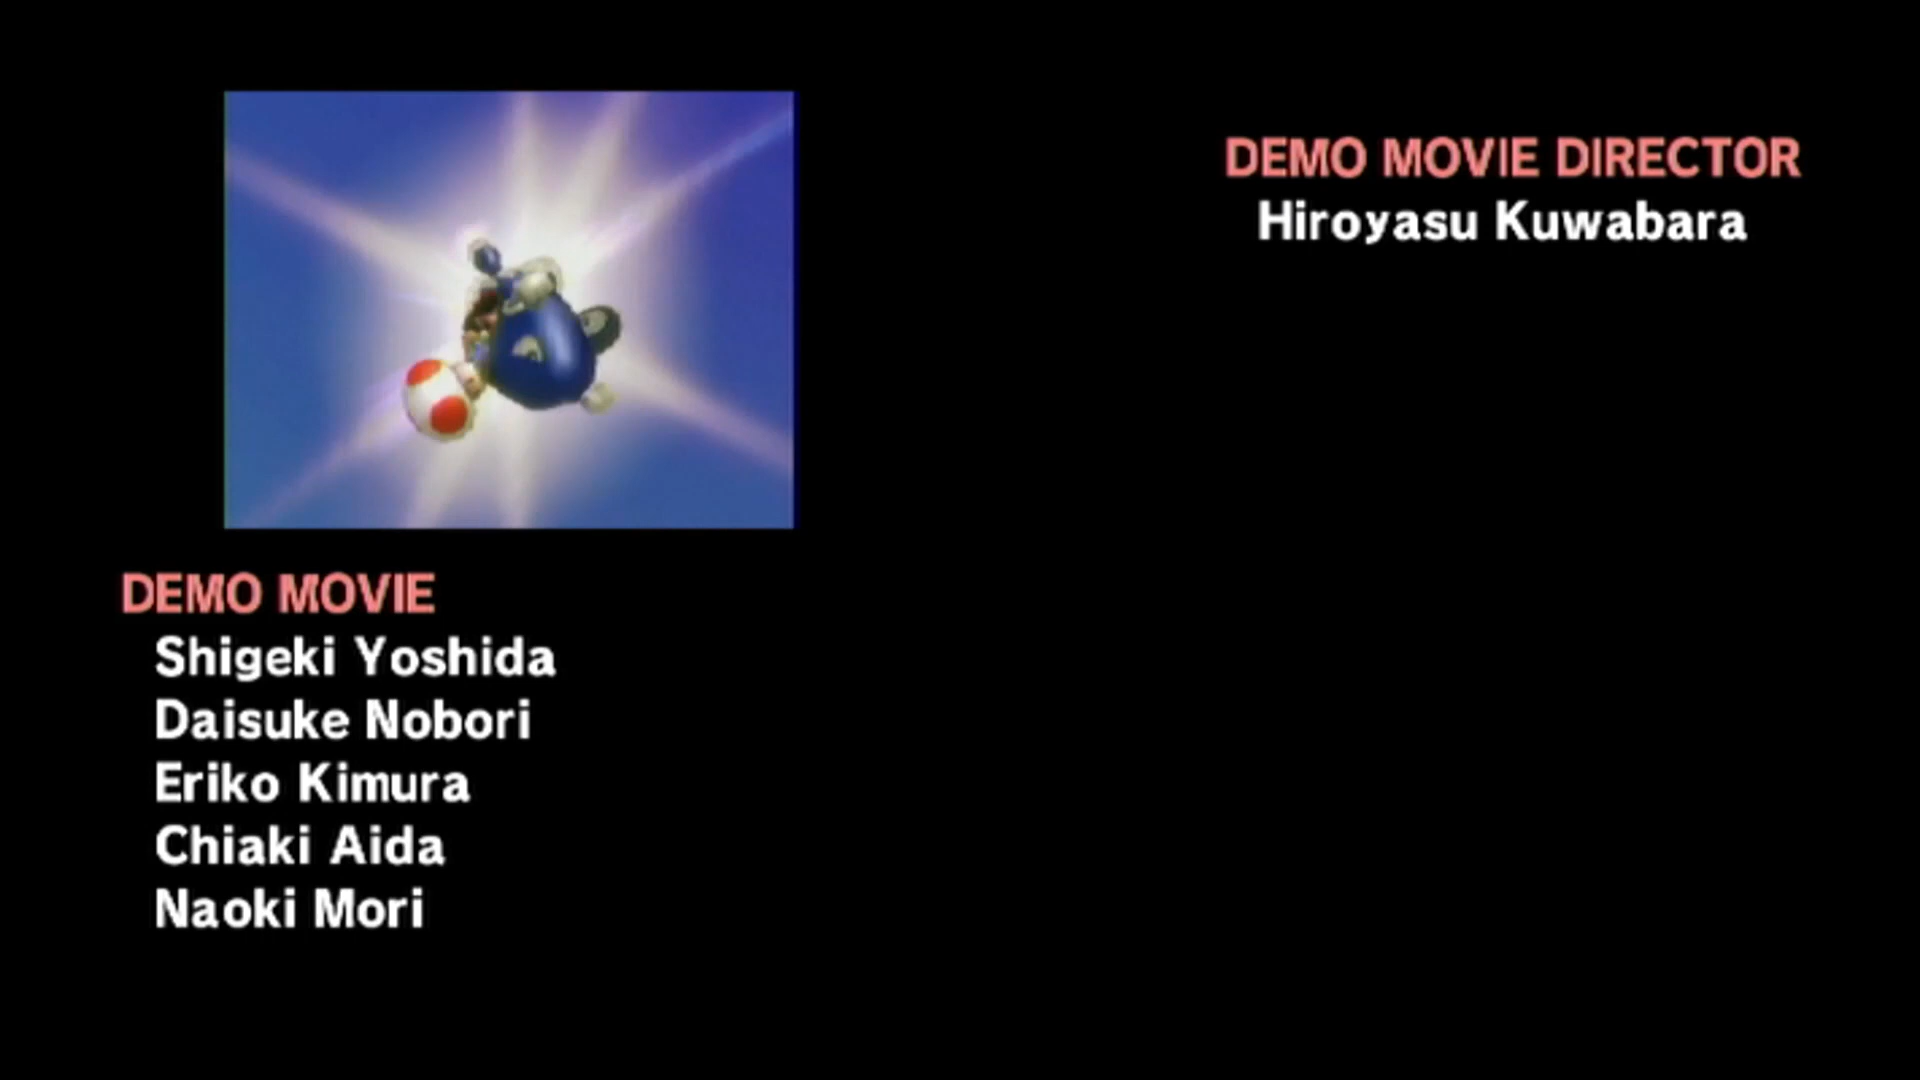 DEMO MOVIE DIRECTOR
Hiroyasu Kuwabara
DEMO MOVIE
Shigeki Yoshida
Daisuke Nobori
Eriko Kimura
Chiaki Aida
Naoki Mori